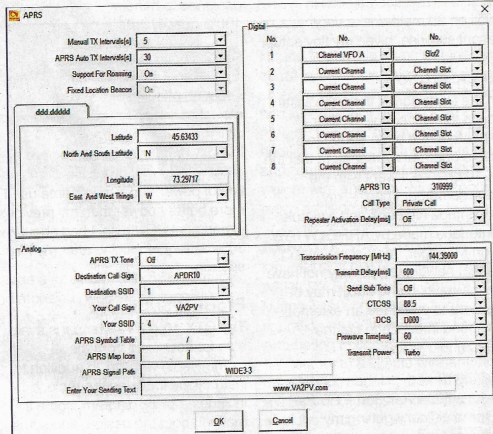 APRS
Manual TX Intervals[s] 5
APRS Auto TX Intervals[s] 30
Support For Roaming On
Fixed Location Beacon On
ddd.ddddd
Latitude 45.63433
North And South Latitude N
Longitude 73.29717
East And West Things W
Digital
No. No. No.
1 Channel VFO A Slot2
2 Current Channel Channel Slot
3 Current Channel Channel Slot
4 Current Channel Channel Slot
5 Current Channel Channel Slot
6 Current Channel Channel Slot
7 Current Channel Channel Slot
8 Current Channel Channel Slot
APRS TG 310999
Call Type Private Call
Repeater Activation Delay[ms] Off
Analog
APRS TX Tone Off
Destination Call Sign APDR10
Destination SSID 1
Your Call Sign VA2PV
Your SSID 4
APRS Symbol Table /
APRS Map Icon
APRS Signal Path WIDE3-3
Enter Your Sending Text www.VA2PV.com
Transmission Frequency [MHz] 144.39000
Transmit Delay[ms] 600
Send Sub Tone Off
CTCSS 88.5
DCS D000
Prewave Time[ms] 60
Transmit Power Turbo
OK Cancel